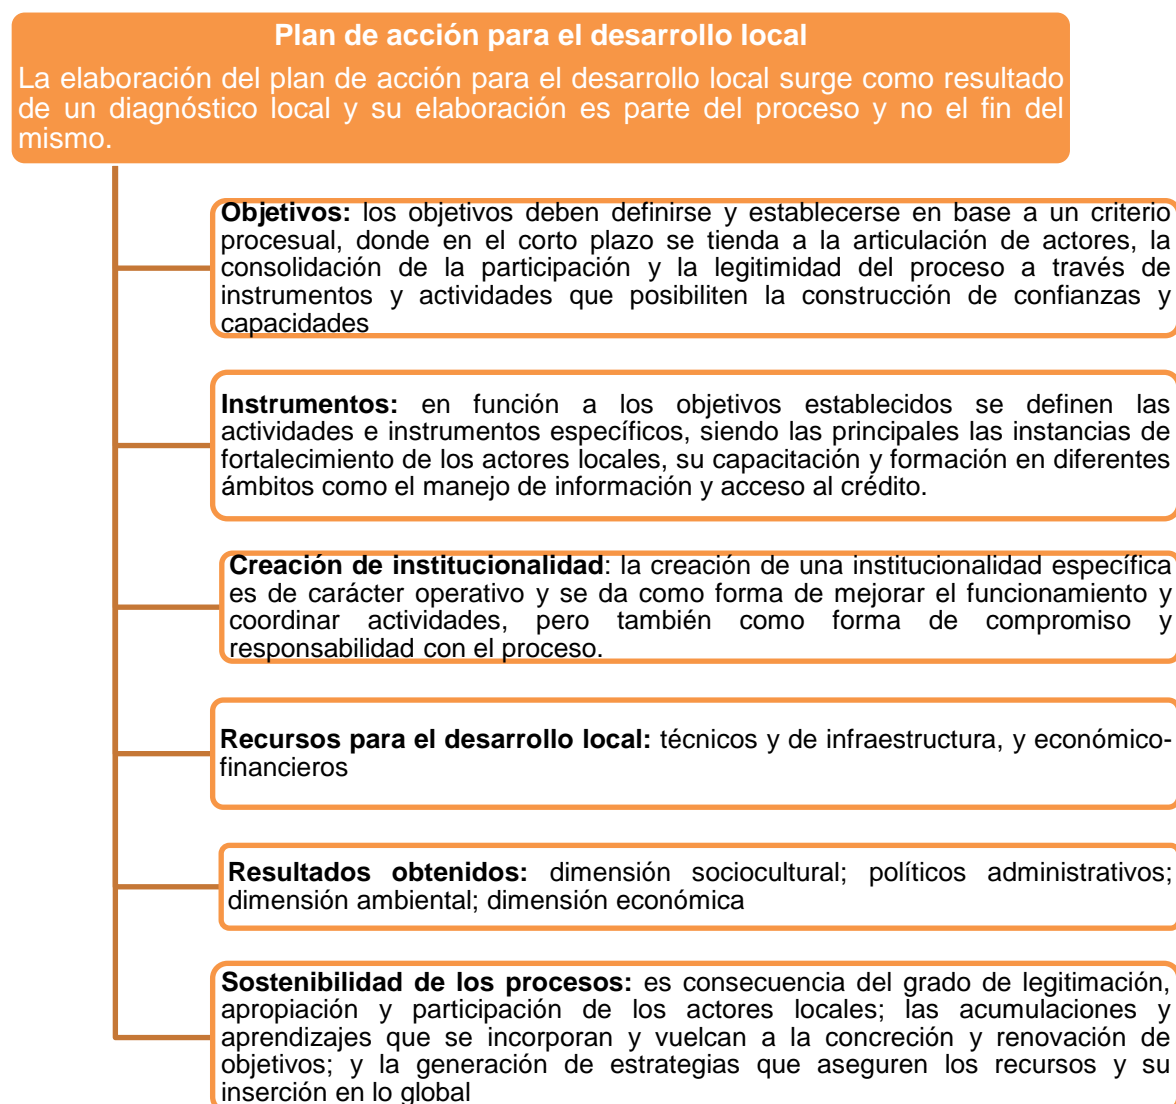 Plan de acción para el desarrollo local
La elaboración del plan de acción para el desarrollo local surge como resultado
de un diagnóstico local y su elaboración es parte del proceso y no el fin del
mismo.
Objetivos: los objetivos deben definirse y establecerse en base a un criterio
procesual, donde en el corto plazo se tienda a la articulación de actores, la
consolidación de la participación y la legitimidad del proceso a través de
instrumentos y actividades que posibiliten la construcción de confianzas y
capacidades
Instrumentos: en función a los objetivos establecidos se definen las
actividades e instrumentos específicos, siendo las principales las instancias de
fortalecimiento de los actores locales, su capacitación y formación en diferentes
ámbitos como el manejo de información y acceso al crédito.
Creación de institucionalidad: la creación de una institucionalidad específica
es de carácter operativo y se da como forma de mejorar el funcionamiento y
coordinar actividades, pero también como forma de compromiso y
responsabilidad con el proceso.
Recursos para el desarrollo local: técnicos y de infraestructura, y económico-
financieros
Resultados obtenidos: dimensión sociocultural; políticos administrativos;
dimensión ambiental; dimensión económica
Sostenibilidad de los procesos: es consecuencia del grado de legitimación,
apropiación y participación de los actores locales; las acumulaciones y
aprendizajes que se incorporan y vuelcan a la concreción y renovación de
objetivos; y la generación de estrategias que aseguren los recursos y su
inserción en lo global